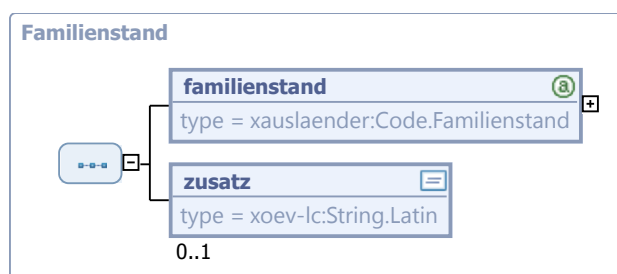 Familienstand
familienstand
type = xauslaender:Code.Familienstand
zusatz
type = xoev-lc:String.Latin
0..1